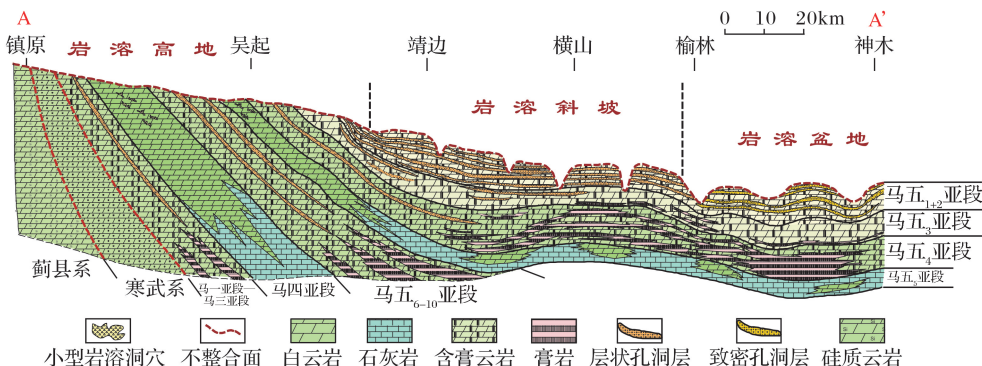 A
0 10 20km
A'
镇原
岩溶高地
吴起
靖边
横山
榆林
神木
岩溶斜坡
岩溶盆地
马五1+2亚段
马五3亚段
马五4亚段
马五5亚段
蓟县系
寒武系
马一亚段—
马三亚段
马四亚段
马五6-10亚段
小型岩溶洞穴 不整合面 白云岩 石灰岩 含膏云岩 膏岩 层状孔洞层 致密孔洞层 硅质云岩